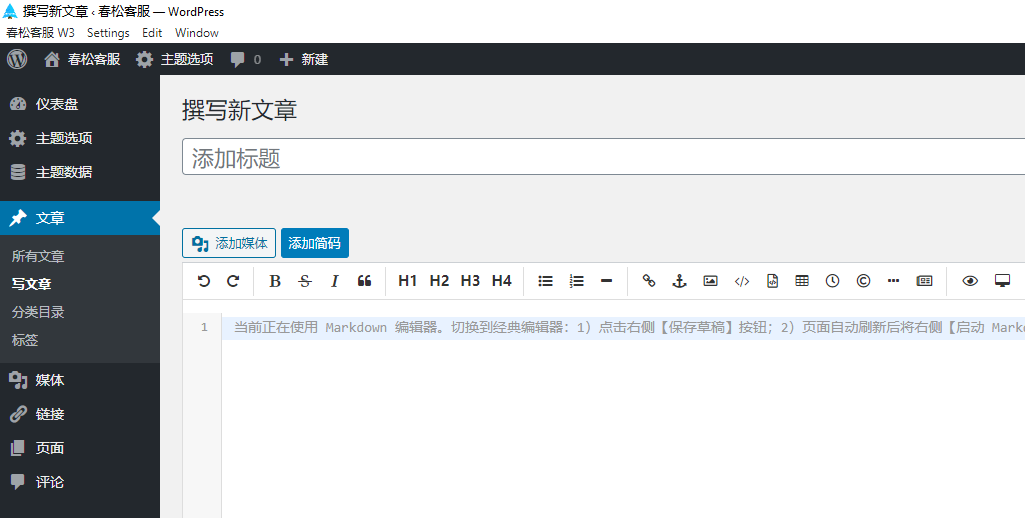 撰写新文章 ‹ 春松客服 — WordPress
春松客服 W3 Settings Edit Window
春松客服 主题选项 0 新建
仪表盘
主题选项
主题数据
文章
所有文章
写文章
分类目录
标签
媒体
链接
页面
评论
撰写新文章
添加标题
添加媒体 添加简码
B S I H1 H2 H3 H4
1 当前正在使用 Markdown 编辑器。切换到经典编辑器：1）点击右侧【保存草稿】按钮；2）页面自动刷新后将右侧【启动 Mark